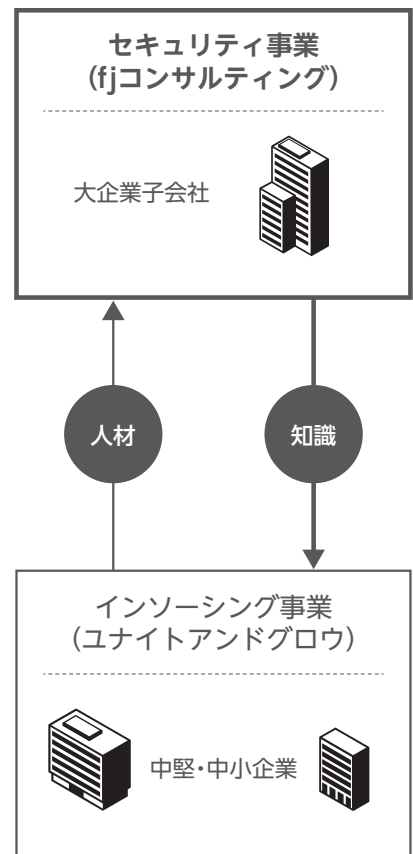 セキュリティ事業
(fjコンサルティング)
大企業子会社
人材
知識
インソーシング事業
(ユナイトアンドグロウ)
中堅・中小企業